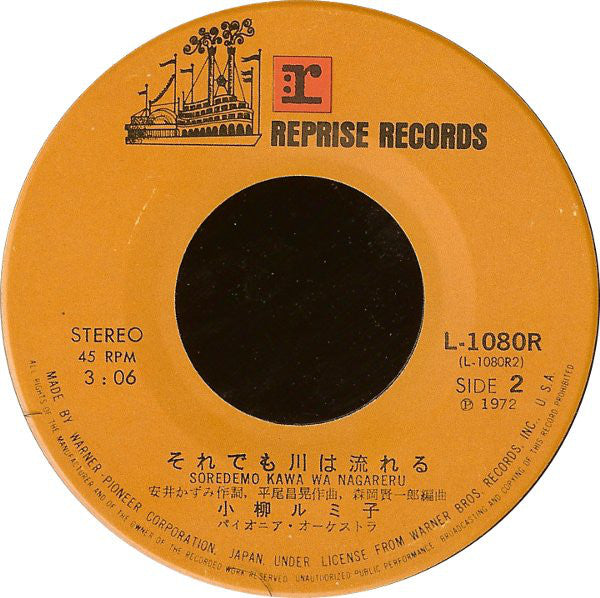 r
REPRISE RECORDS
STEREO
45 RPM
3:06
L-1080R
(L-1080R2)
SIDE 2
Ⓟ 1972
それでも川は流れる
SOREDEMO KAWA WA NAGARERU
安井かずみ作詞, 平尾昌晃作曲, 森岡賢一郎編曲
小柳ルミ子
パイオニア・オーケストラ
MADE BY WARNER-PIONEER CORPORATION, JAPAN, UNDER LICENSE FROM WARNER BROS. RECORDS, INC., U.S.A.
ALL RIGHTS OF THE MANUFACTURER AND OF THE OWNER OF THE RECORDED WORK RESERVED. UNAUTHORIZED PUBLIC PERFORMANCE, BROADCASTING AND COPYING OF THIS RECORD PROHIBITED